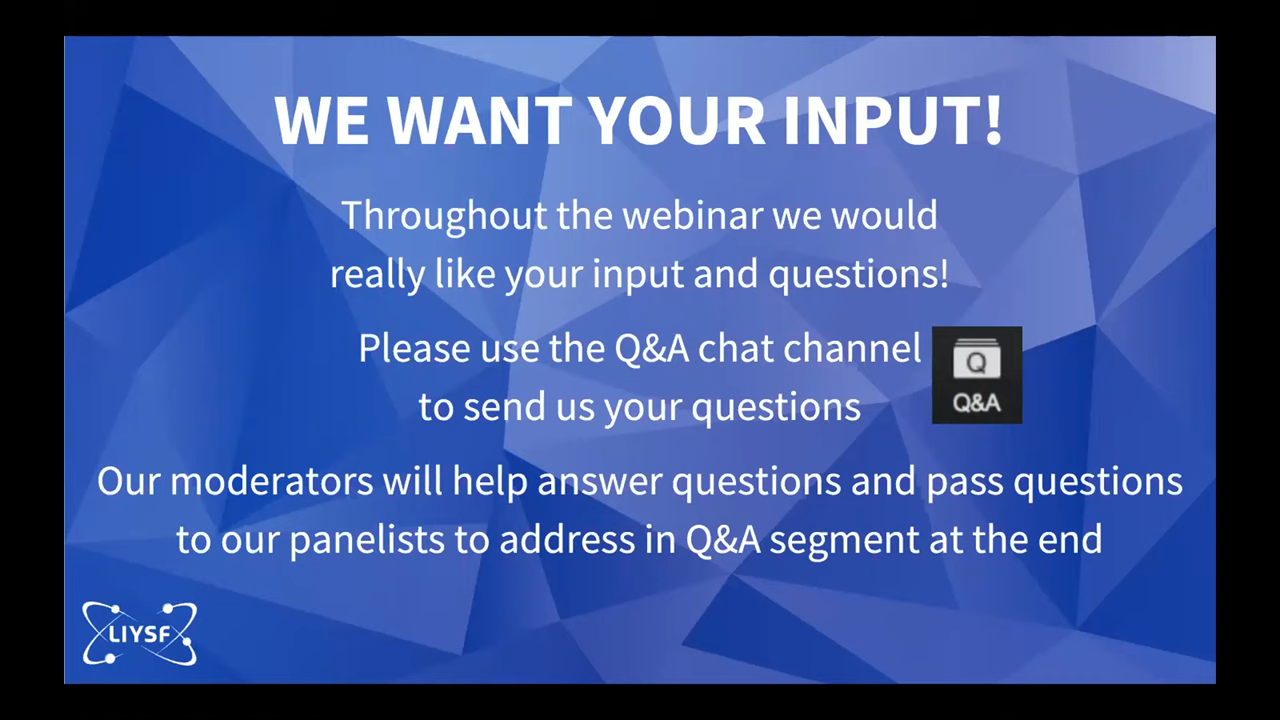 WE WANT YOUR INPUT!
Throughout the webinar we would
really like your input and questions!
Please use the Q&A chat channel
to send us your questions
Q
Q&A
Our moderators will help answer questions and pass questions
to our panelists to address in Q&A segment at the end
LIYSF